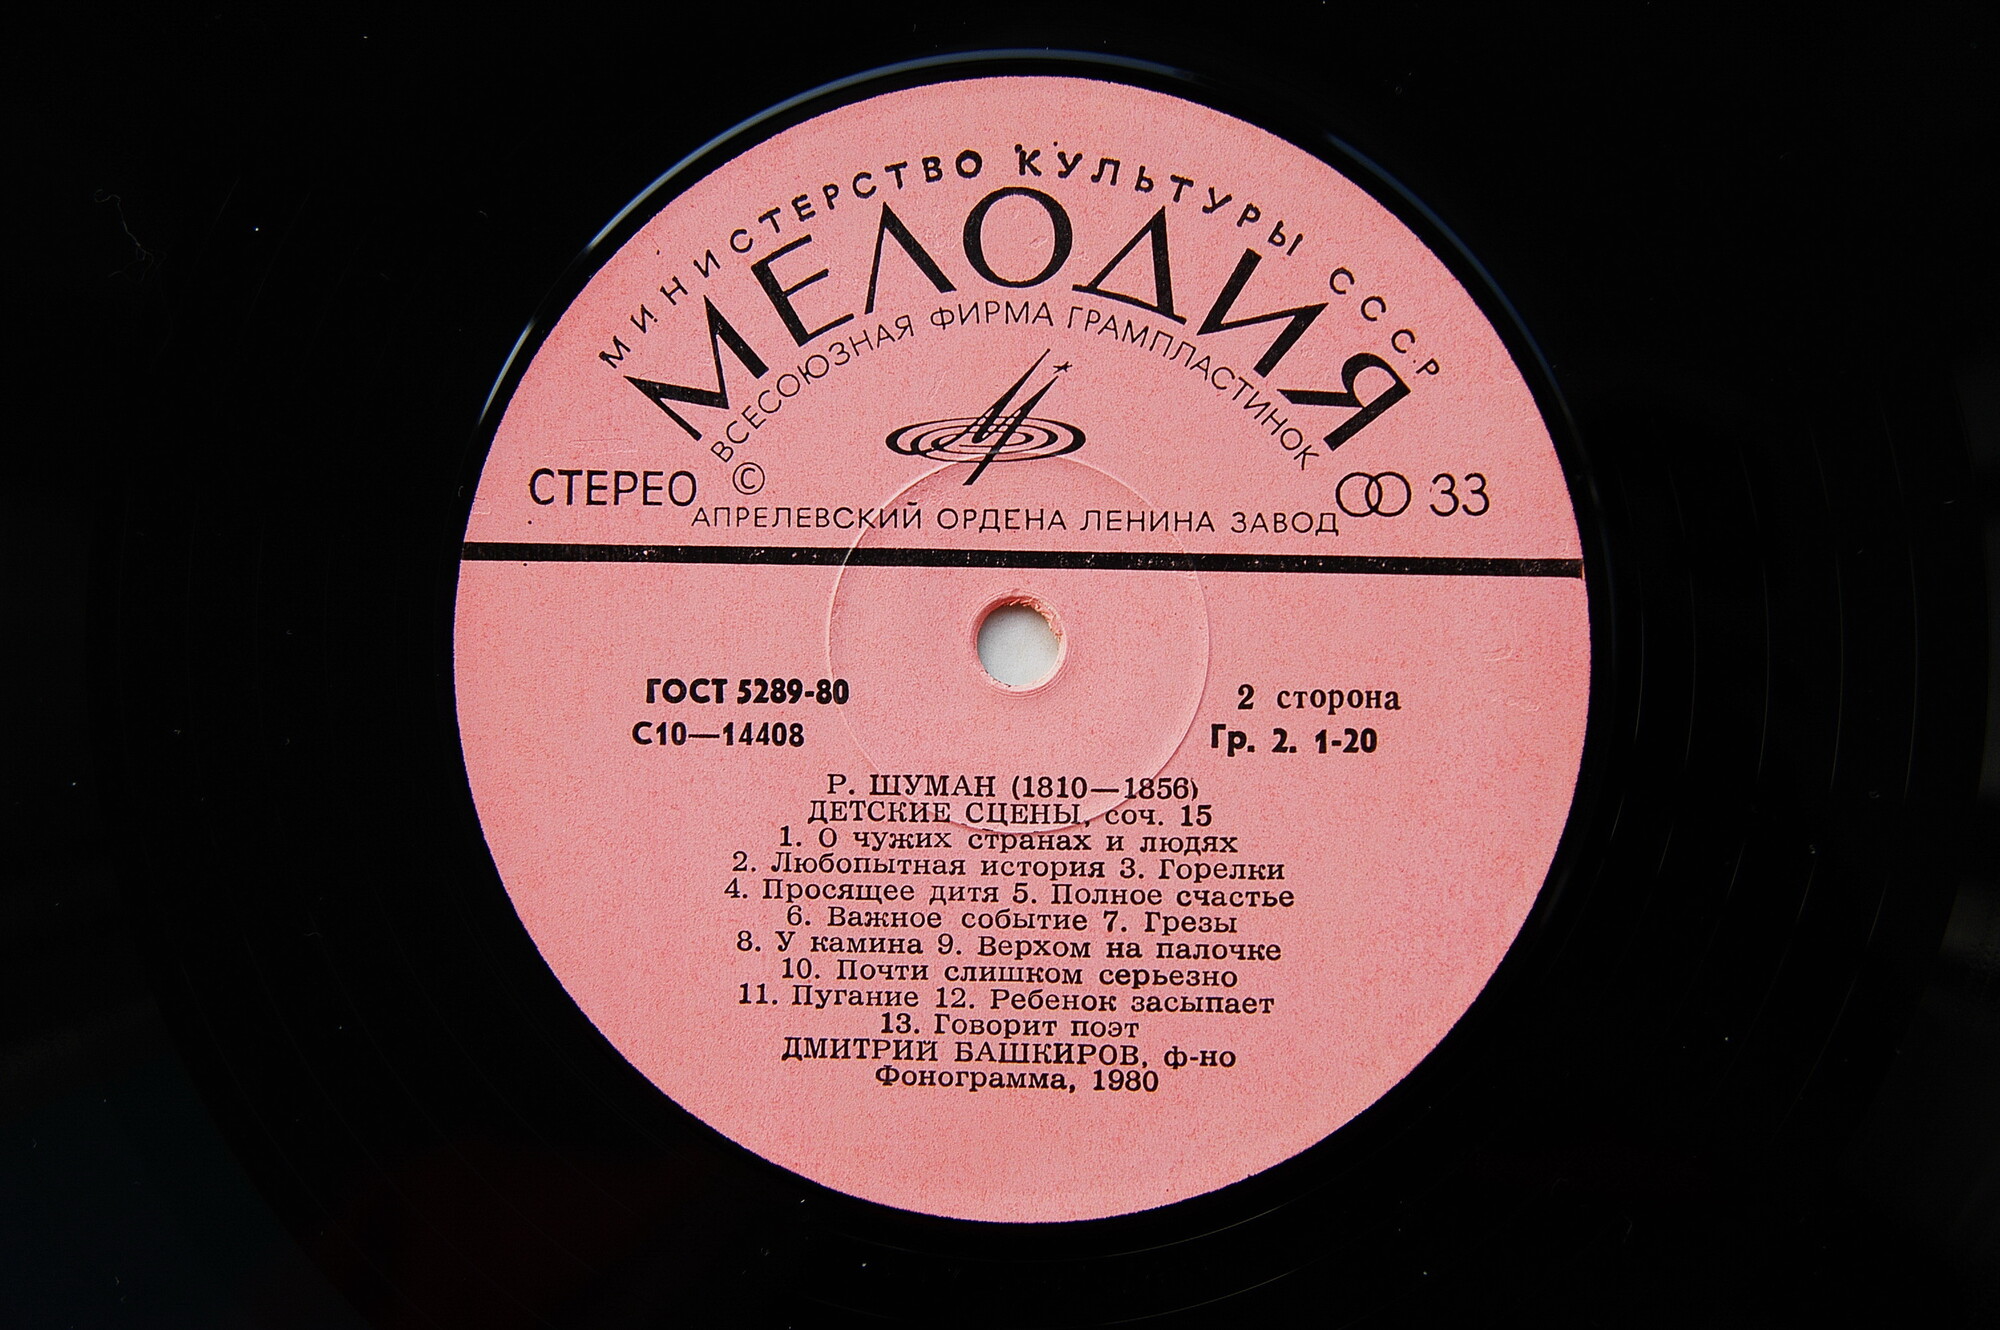 МИНИСТЕРСТВО КУЛЬТУРЫ СССР
МЕЛОДИЯ
ВСЕСОЮЗНАЯ ФИРМА ГРАМПЛАСТИНОК
СТЕРЕО © 33
АПРЕЛЕВСКИЙ ОРДЕНА ЛЕНИНА ЗАВОД
ГОСТ 5289-80
С10—14408
2 сторона
Гр. 2. 1-20
Р. ШУМАН (1810—1856)
ДЕТСКИЕ СЦЕНЫ, соч. 15
1. О чужих странах и людях
2. Любопытная история 3. Горелки
4. Просящее дитя 5. Полное счастье
6. Важное событие 7. Грезы
8. У камина 9. Верхом на палочке
10. Почти слишком серьезно
11. Пугание 12. Ребенок засыпает
13. Говорит поэт
ДМИТРИЙ БАШКИРОВ, ф-но
Фонограмма, 1980